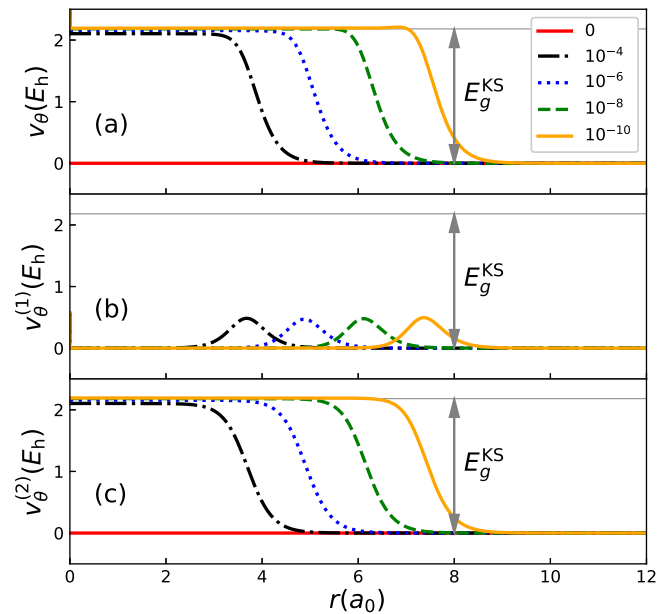 v_θ(E_h)
2
1
0
(a)
E_g^KS
0
10⁻⁴
10⁻⁶
10⁻⁸
10⁻¹⁰
v_θ^(1)(E_h)
2
1
0
(b)
E_g^KS
v_θ^(2)(E_h)
2
1
0
(c)
E_g^KS
0 2 4 6 8 10 12
r(a₀)